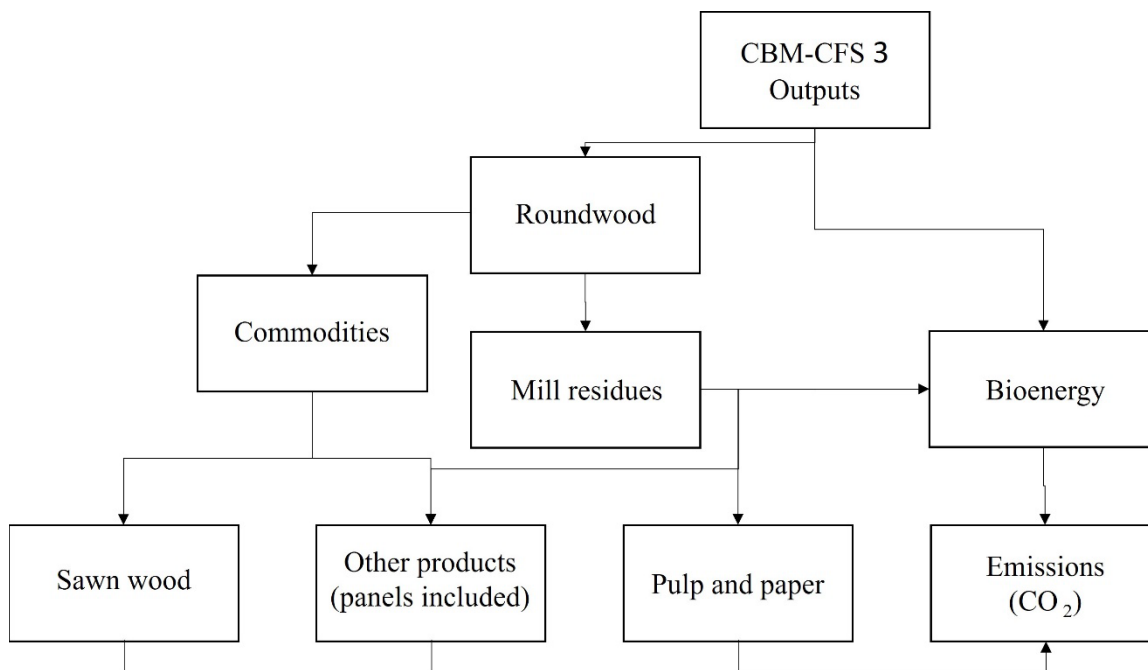 CBM-CFS 3
Outputs
Roundwood
Commodities
Mill residues
Bioenergy
Sawn wood
Other products
(panels included)
Pulp and paper
Emissions
(CO 2)